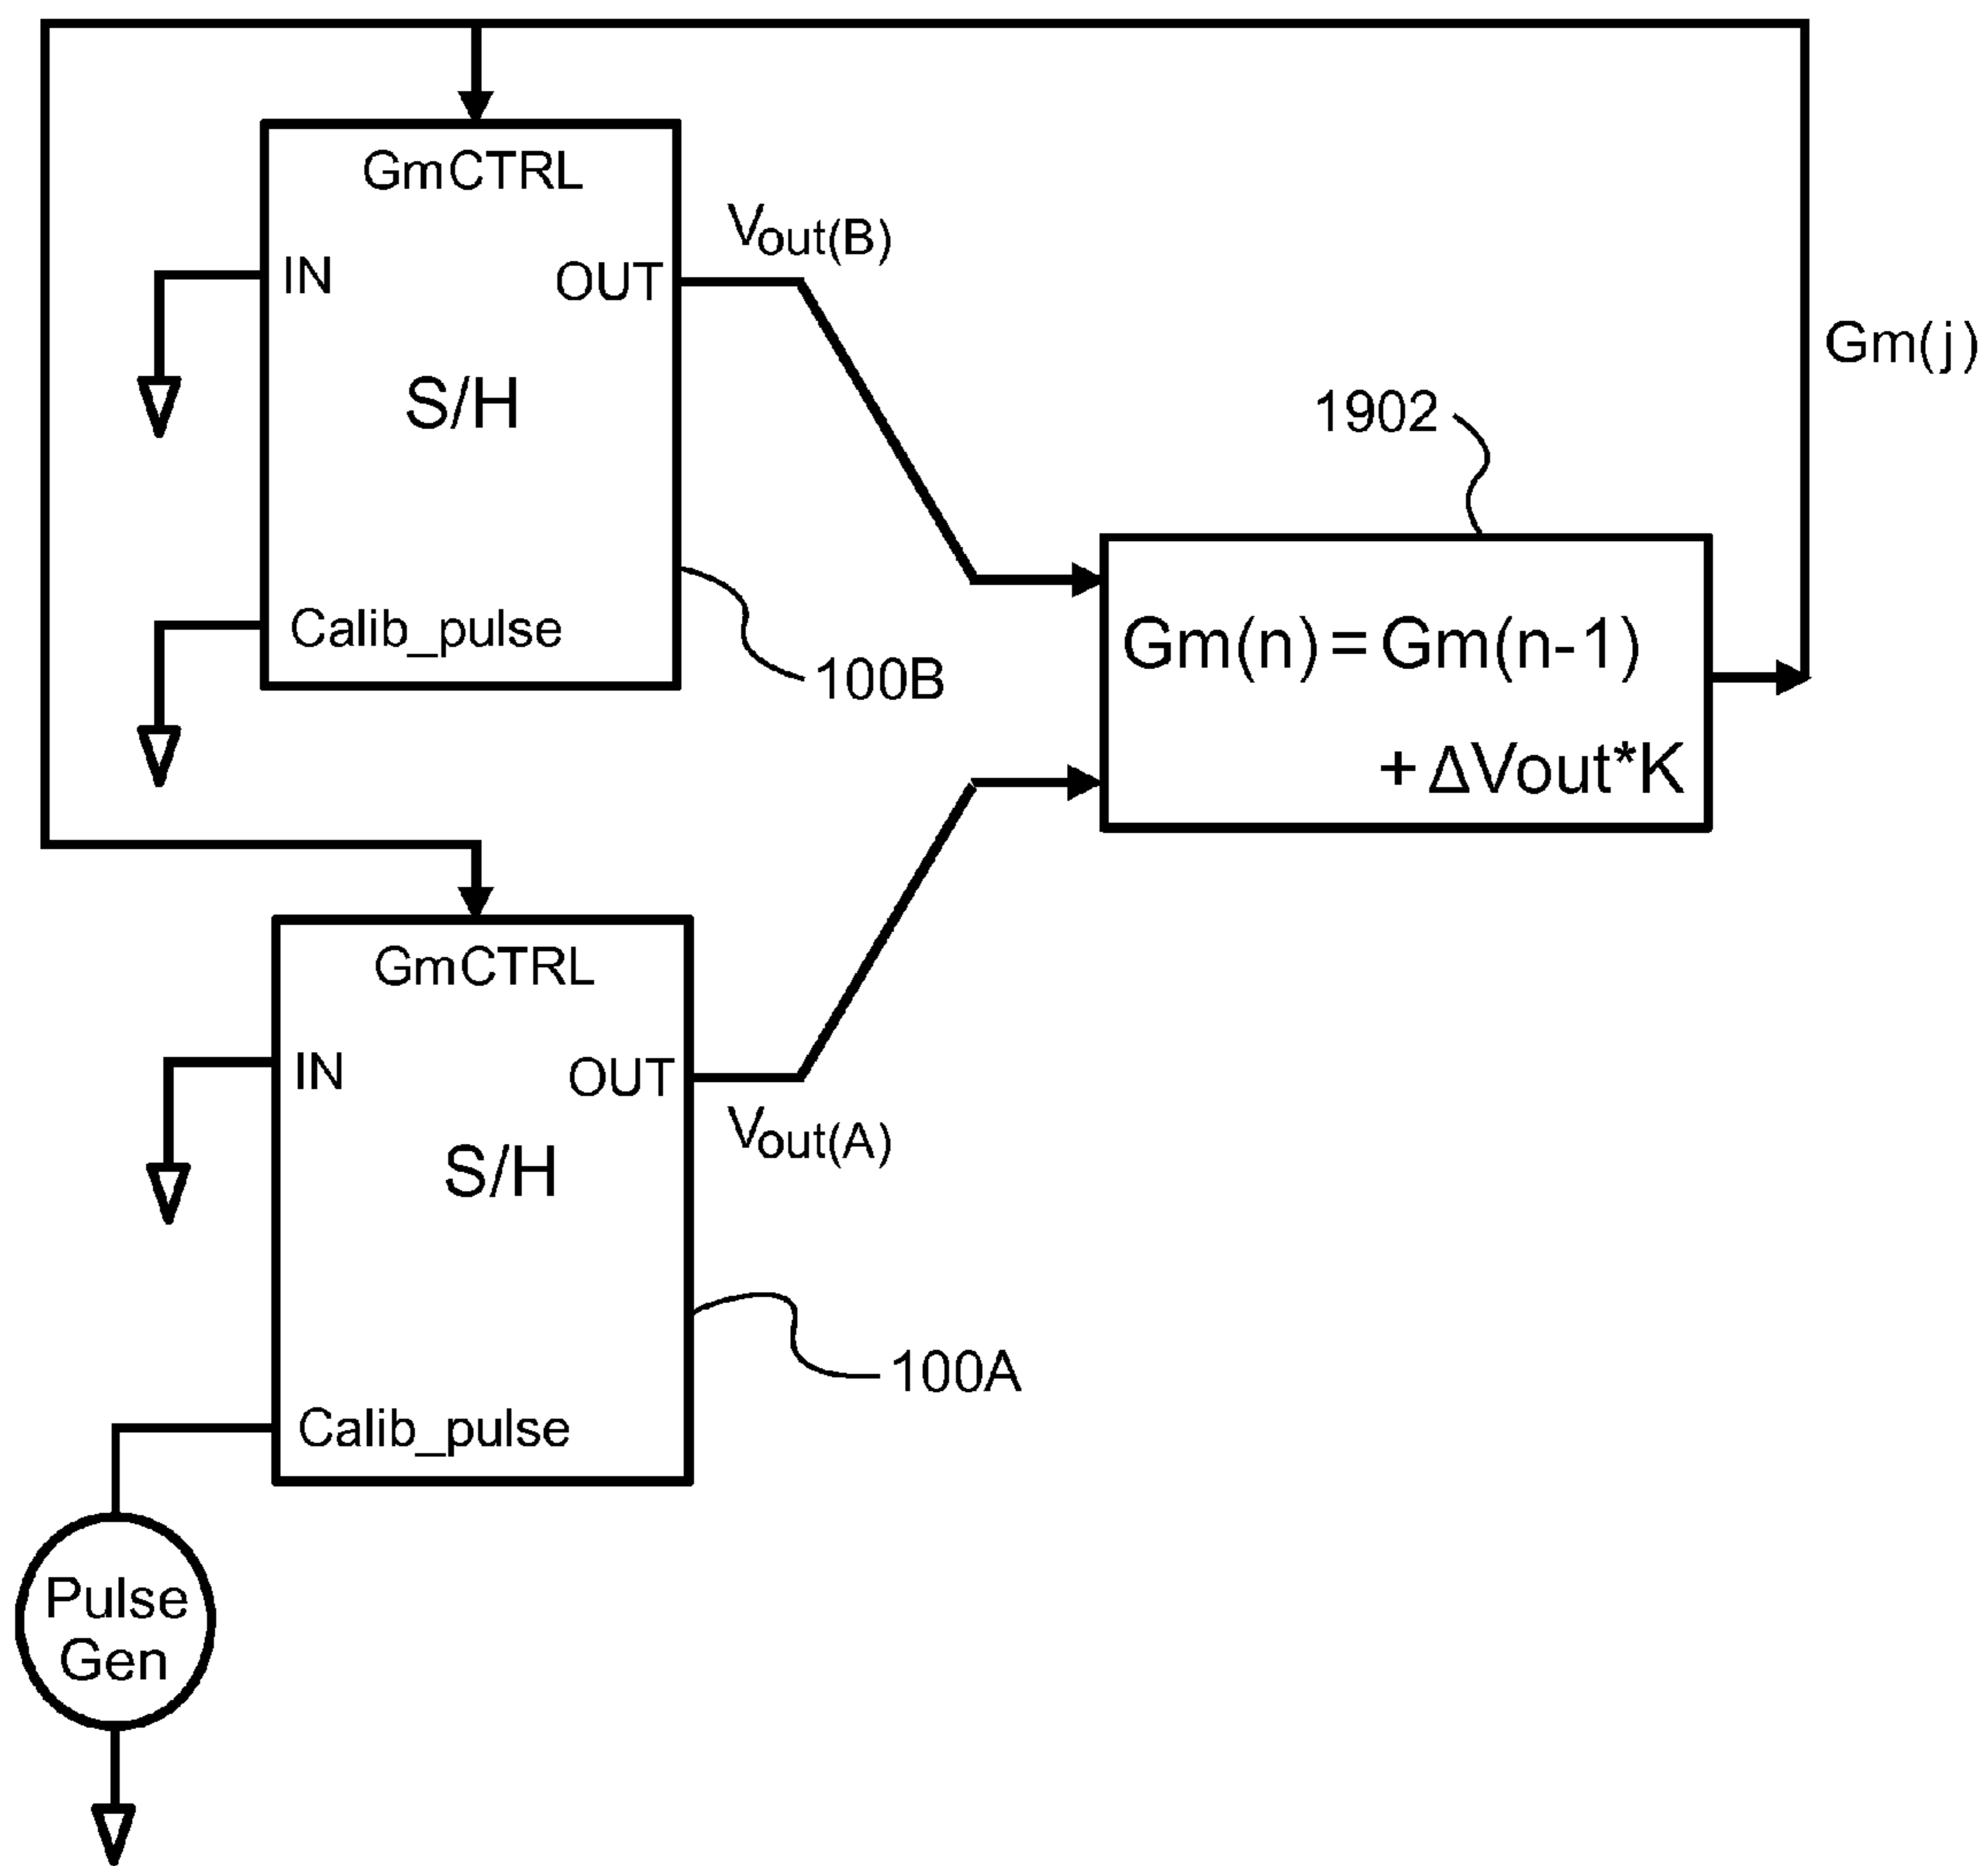 GmCTRL
IN
OUT
Vout(B)
S/H
Calib_pulse
100B
Gm(j)
1902
Gm(n) = Gm(n-1)
+ ΔVout*K
GmCTRL
IN
OUT
Vout(A)
S/H
100A
Calib_pulse
Pulse
Gen